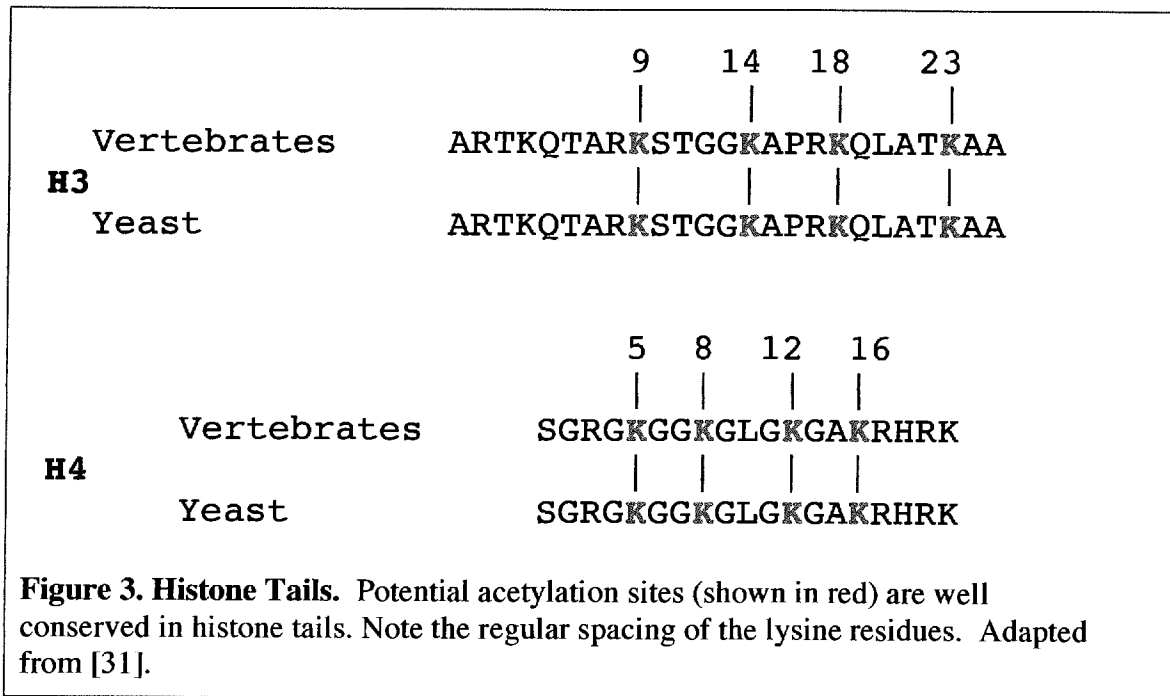 9 14 18 23
Vertebrates ARTKQTARKSTGGKAPRKQLATKAA
H3
Yeast ARTKQTARKSTGGKAPRKQLATKAA
5 8 12 16
Vertebrates SGRGKGGKGLGKGAKRHRK
H4
Yeast SGRGKGGKGLGKGAKRHRK
Figure 3. Histone Tails. Potential acetylation sites (shown in red) are well
conserved in histone tails. Note the regular spacing of the lysine residues. Adapted
from [31].